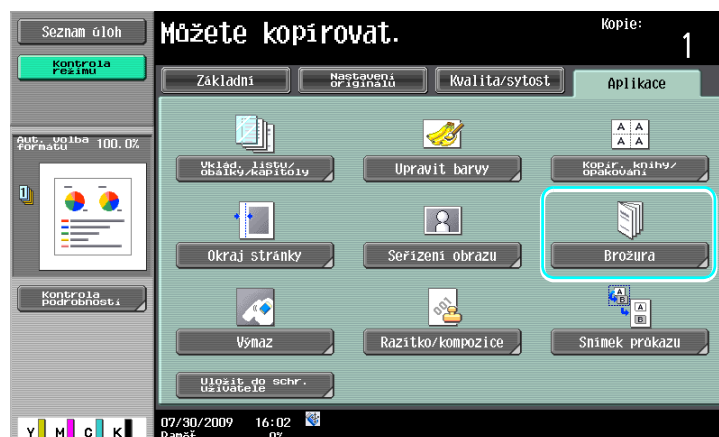 Seznam úloh
Můžete kopírovat.
Kopie:
1
Kontrola
režimu
Základní
Nastavení
originálu
Kvalita/sytost
Aplikace
Aut. volba
formátu
100.0%
Vklád. listu/
obálky/kapitoly
Upravit barvy
Kopír. knihy/
opakování
Okraj stránky
Seřízení obrazu
Brožura
Kontrola
podrobností
Výmaz
Razítko/kompozice
Snímek průkazu
Uložit do schr.
uživatele
07/30/2009 16:02
Paměť 0%
Y M C K